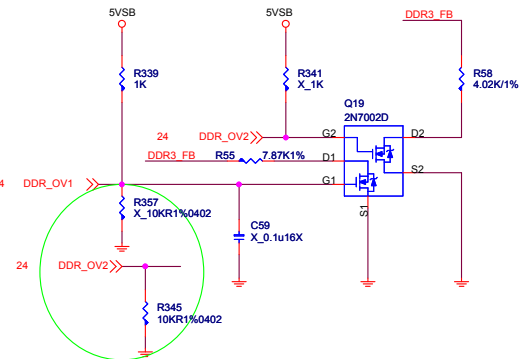 5VSB
5VSB
DDR3_FB
R339
1K
R341
X_1K
R58
4.02K/1%
Q19
2N7002D
24
DDR_OV2
G2
D2
DDR3_FB
R55
7.87K1%
D1
S2
4
DDR_OV1
G1
R357
X_10KR1%0402
S1
C59
X_0.1u16X
24
DDR_OV2
R345
10KR1%0402